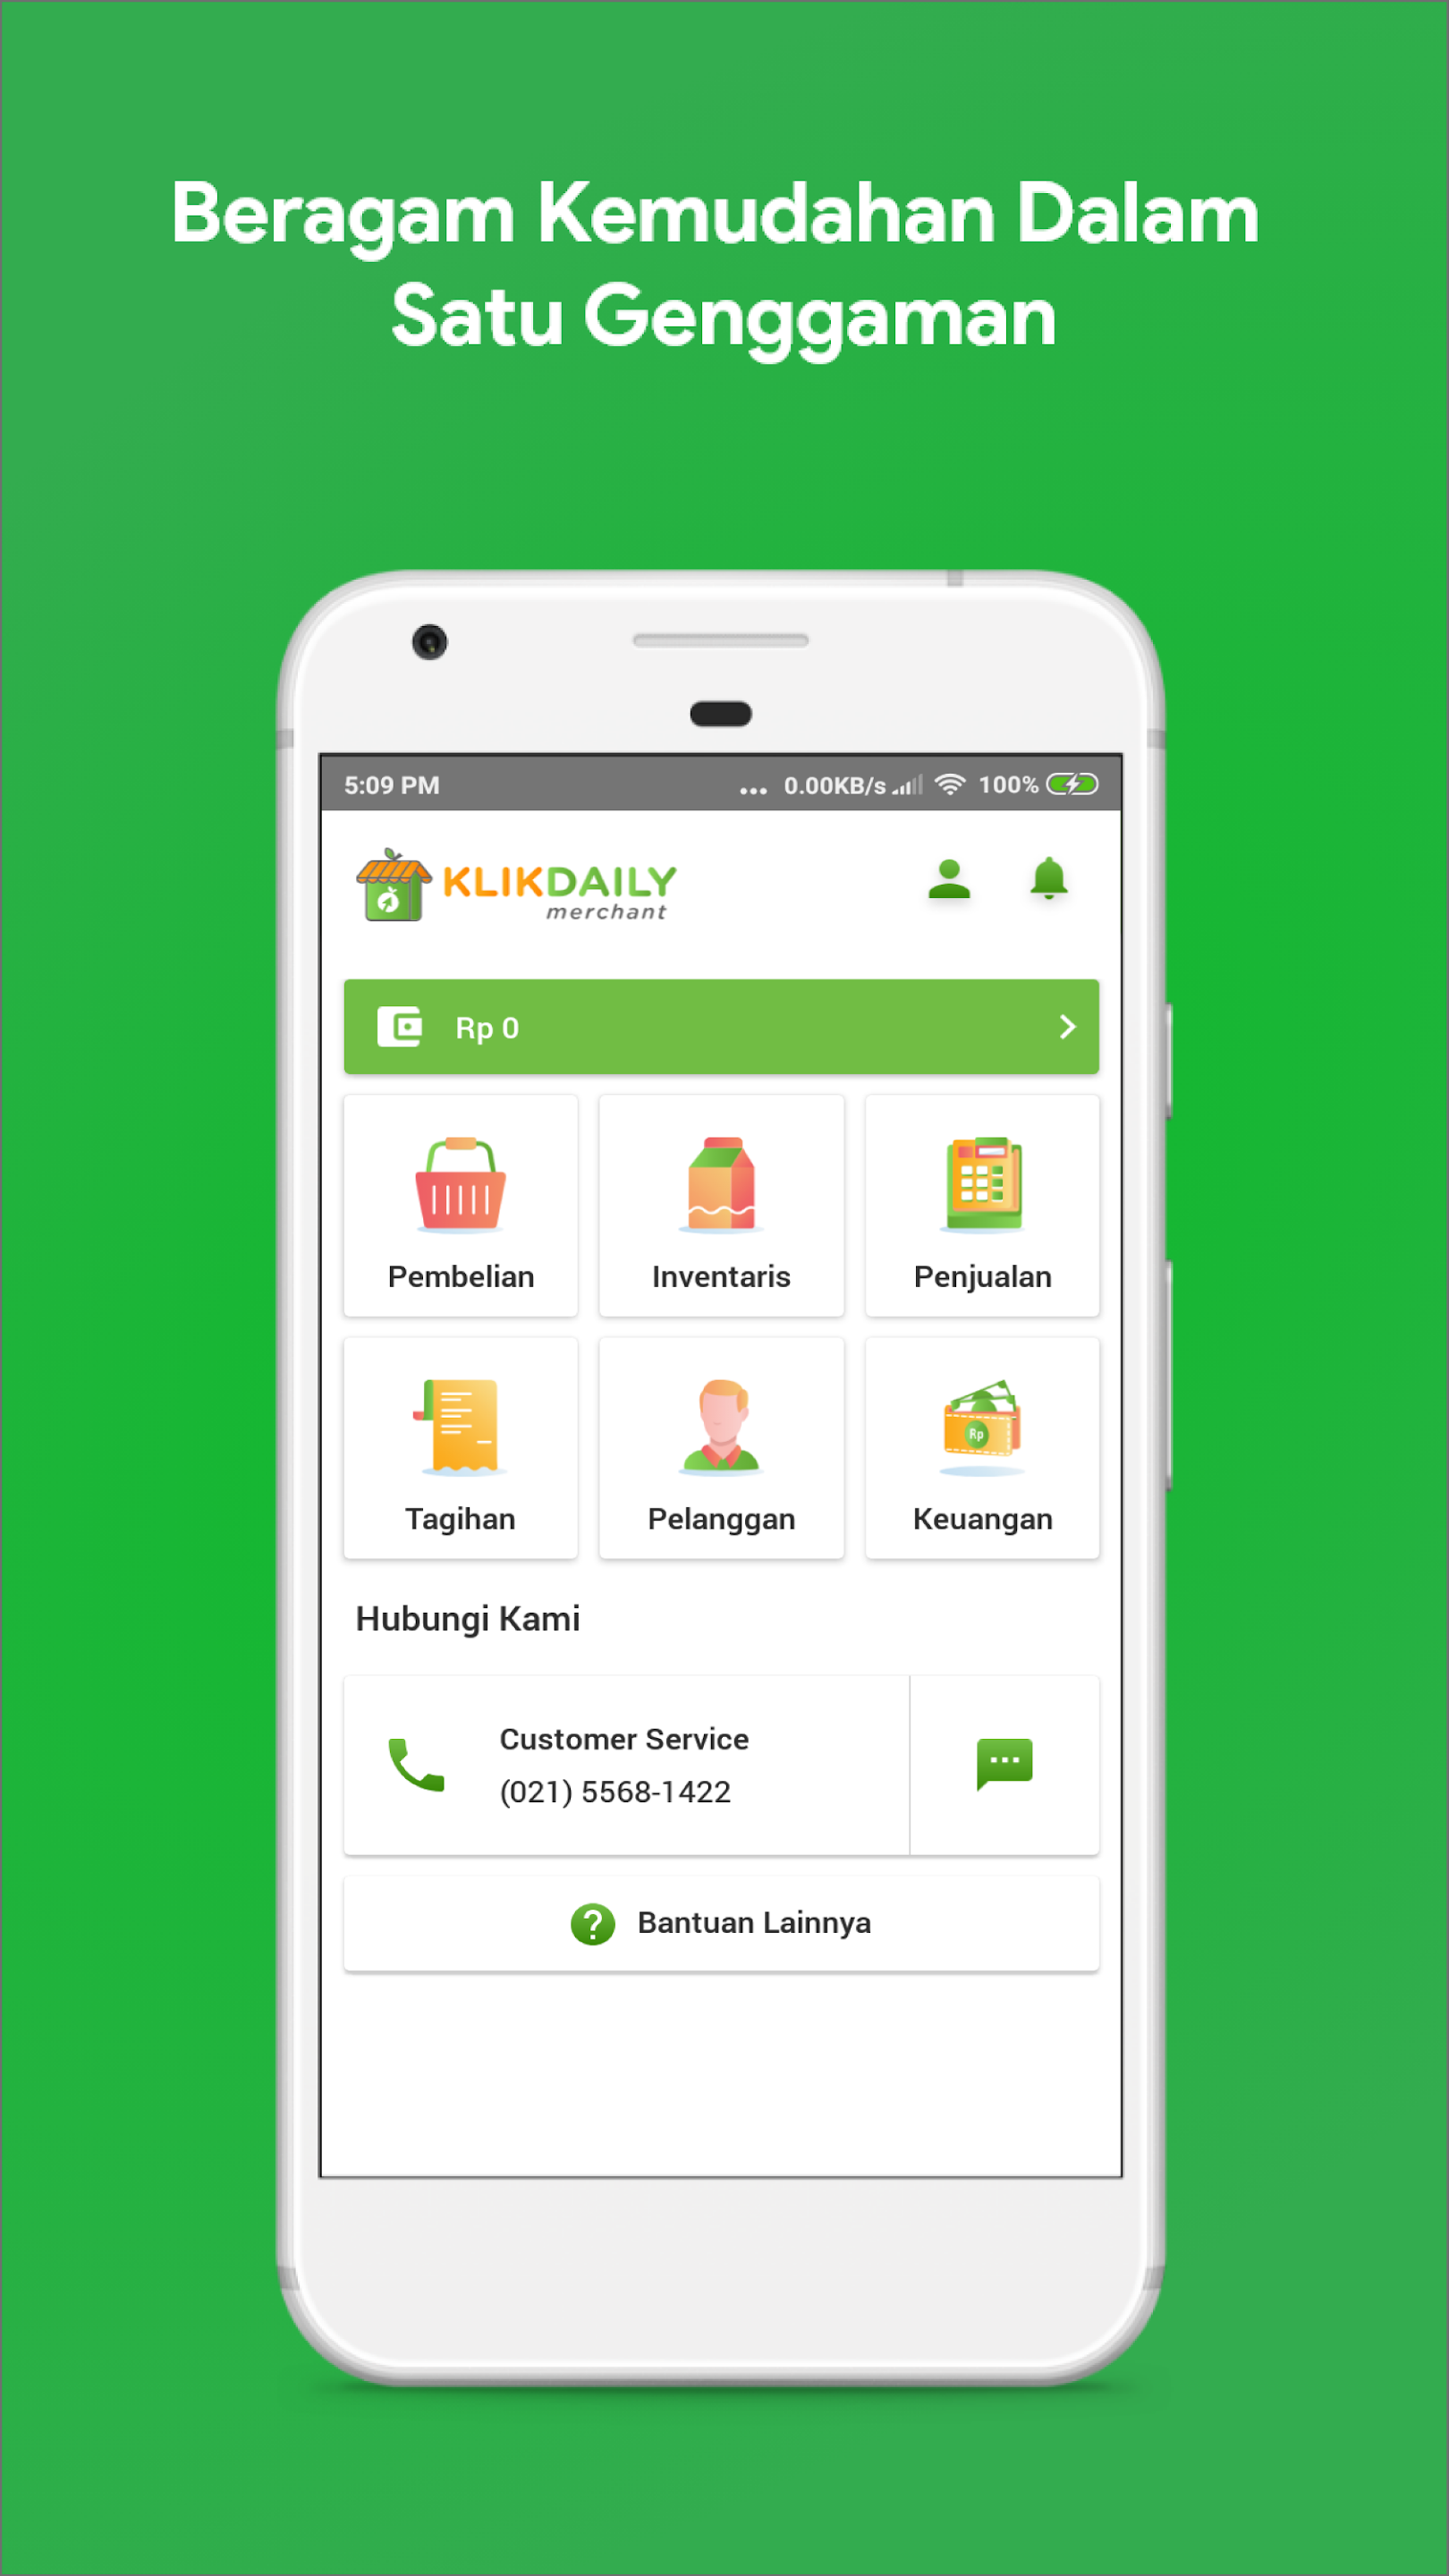 Beragam Kemudahan Dalam
Satu Genggaman
5:09 PM ... 0.00KB/s 100%
KLIKDAILY
merchant
Rp 0
Pembelian Inventaris Penjualan
Rp
Tagihan Pelanggan Keuangan
Hubungi Kami
Customer Service
(021) 5568-1422
? Bantuan Lainnya